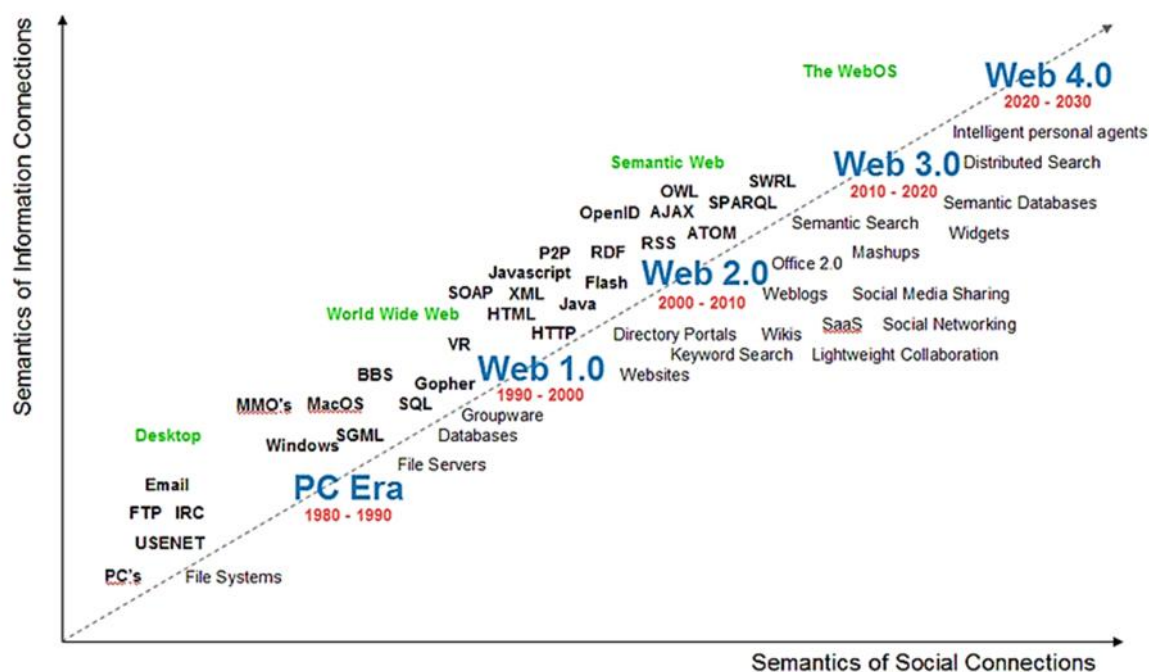 Semantics of Information Connections
The WebOS
Web 4.0
2020 - 2030
Intelligent personal agents
Semantic Web
Web 3.0
Distributed Search
2010 - 2020
SWRL
OWL
SPARQL
Semantic Databases
OpenID
AJAX
Semantic Search
Widgets
ATOM
RSS
P2P
RDF
Mashups
Office 2.0
Javascript
Web 2.0
Flash
2000 - 2010
SOAP
XML
Weblogs
Social Media Sharing
Java
World Wide Web
HTML
HTTP
SaaS
Social Networking
Directory Portals
Wikis
VR
Keyword Search
Lightweight Collaboration
Web 1.0
1990 - 2000
Websites
BBS
Gopher
MMO's
MacOS
SQL
Groupware
Desktop
Windows
SGML
Databases
File Servers
Email
PC Era
1980 - 1990
FTP
IRC
USENET
PC's
File Systems
Semantics of Social Connections